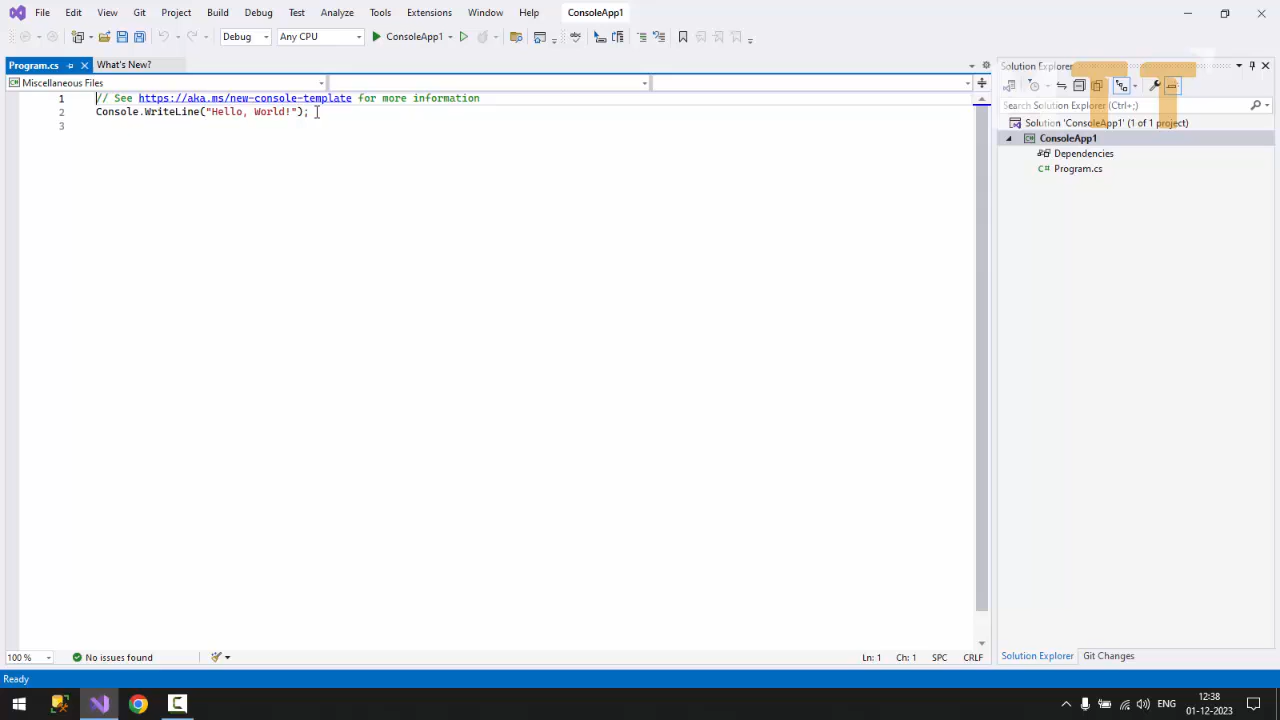 File Edit View Git Project Build Debug Test Analyze Tools Extensions Window Help ConsoleApp1
Debug Any CPU ConsoleApp1
Program.cs What's New?
Miscellaneous Files
1 // See https://aka.ms/new-console-template for more information
2 Console.WriteLine("Hello, World!");
3
100 % No issues found Ln: 1 Ch: 1 SPC CRLF
Solution Explorer
Search Solution Explorer (Ctrl+;)
Solution 'ConsoleApp1' (1 of 1 project)
ConsoleApp1
Dependencies
C# Program.cs
Solution Explorer Git Changes
Ready
ENG 12:38
01-12-2023